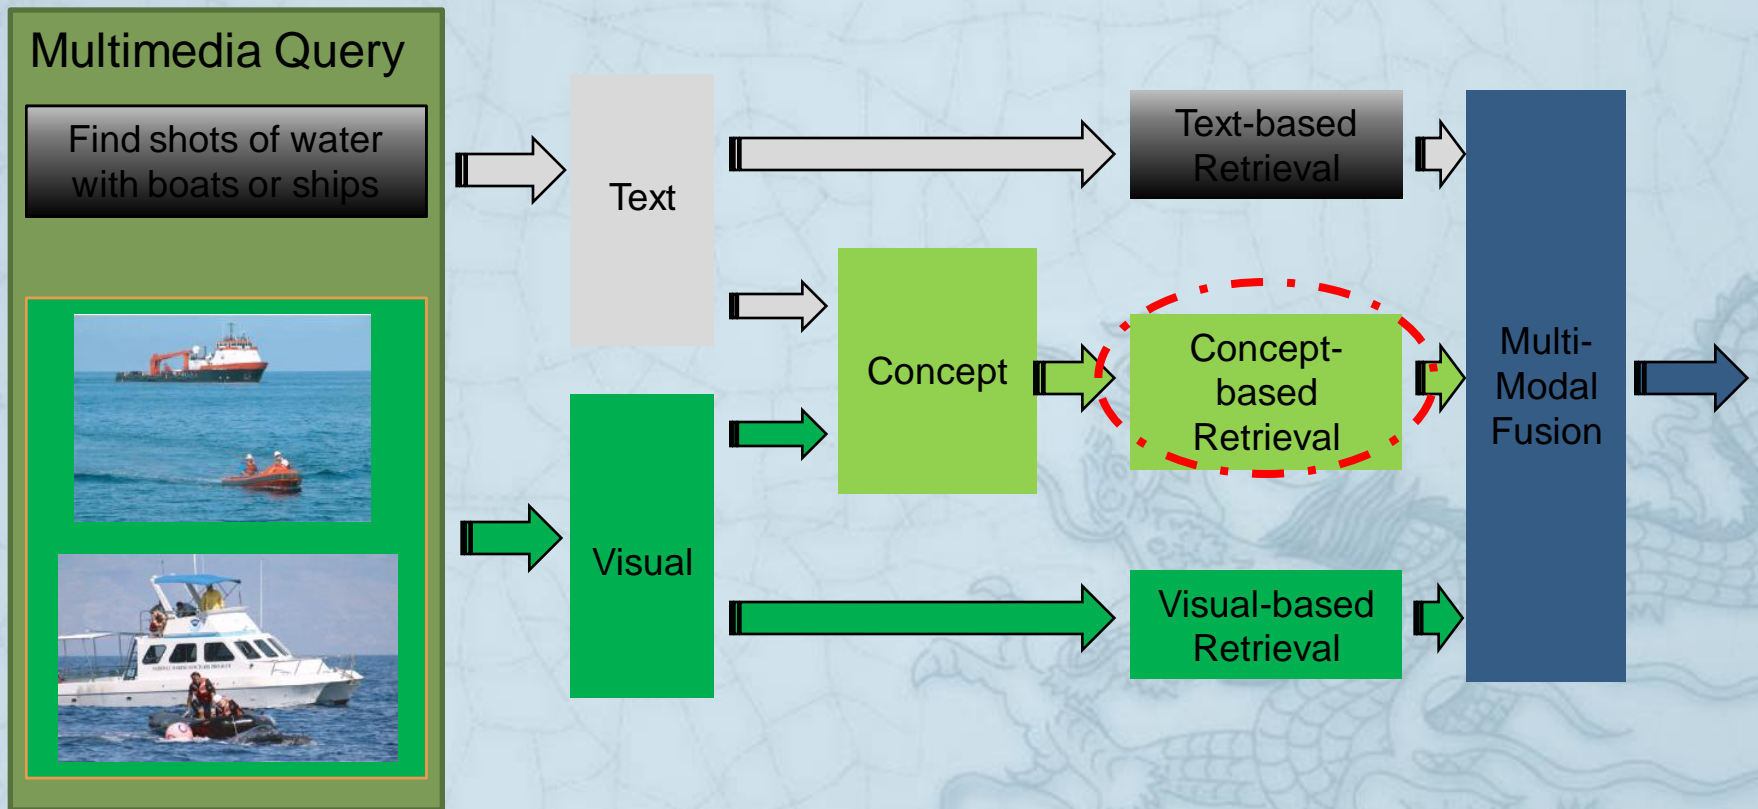 Multimedia Query
Find shots of water
with boats or ships
Text
Visual
Concept
Text-based
Retrieval
Concept-
based
Retrieval
Visual-based
Retrieval
Multi-
Modal
Fusion